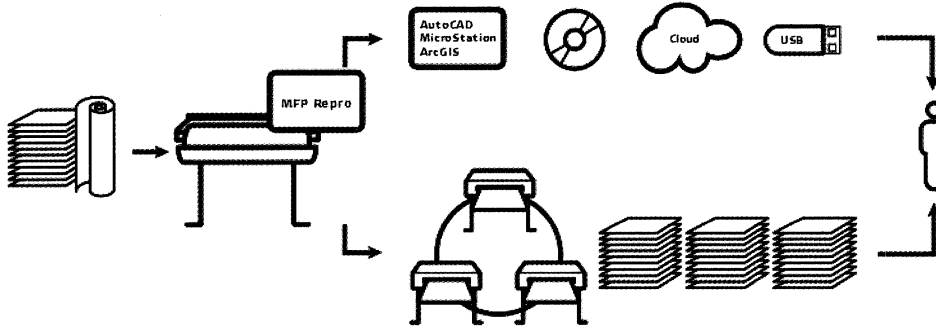 AutoCAD
MicroStation
ArcGIS
Cloud
USB
MFP Repro